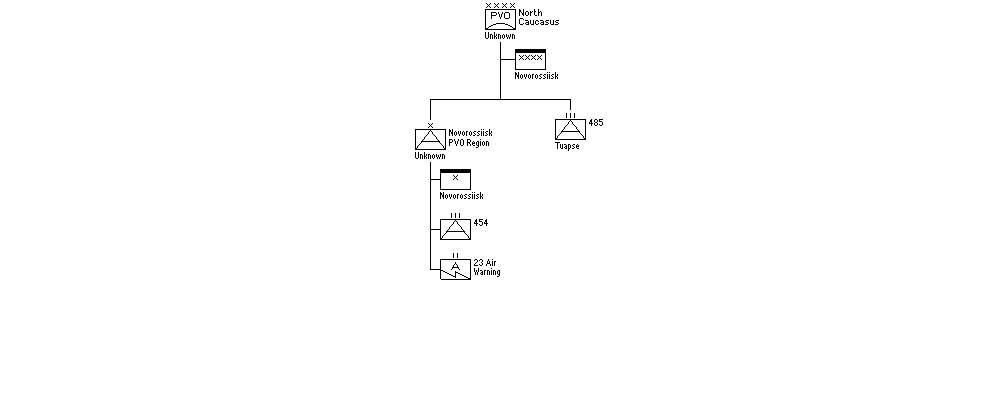 XXXX
PVO
North
Caucasus
Unknown
XXXX
Novorossiisk
X
Novorossiisk
PVO Region
Unknown
III
485
Tuapse
X
Novorossiisk
III
454
II
A
23 Air
Warning